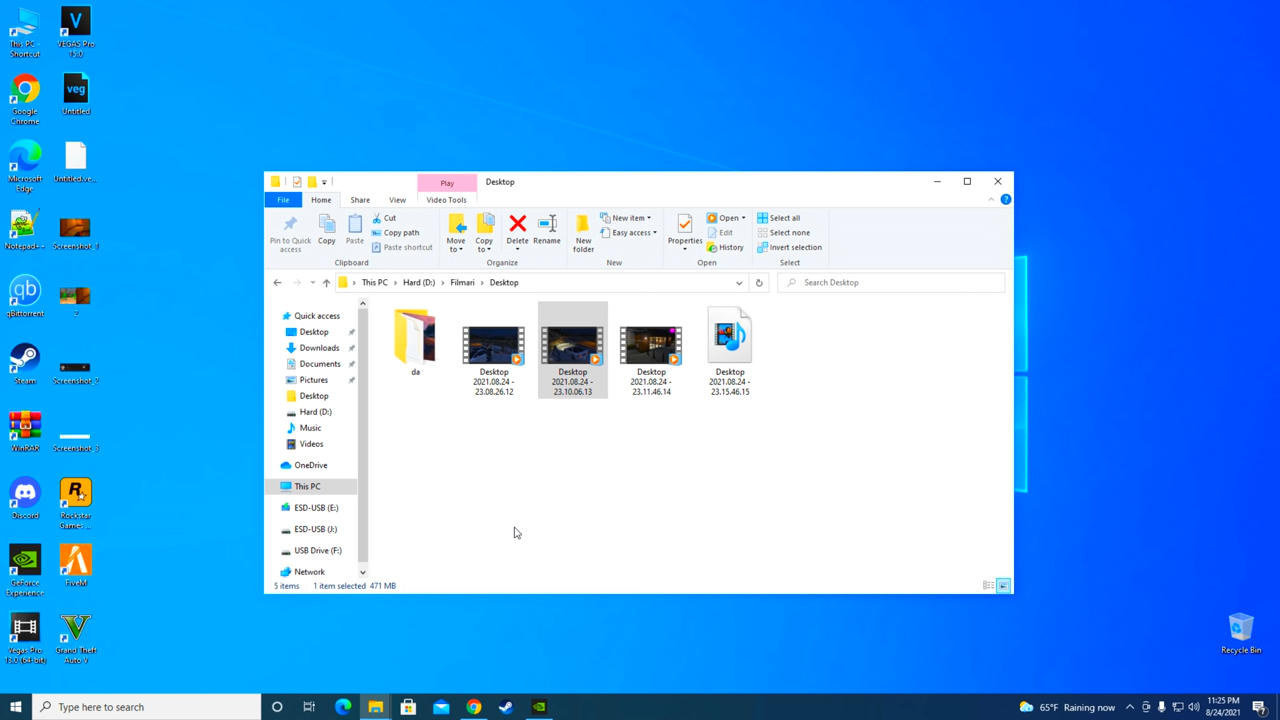 This PC - Shortcut
VEGAS Pro 15.0
Google Chrome
Untitled
Microsoft Edge
Untitled.ve...
Notepad++
Screenshot_1
qBittorrent
2
Steam
Screenshot_2
WinRAR
Screenshot_3
Discord
Rockstar Games ...
GeForce Experience
FiveM
Vegas Pro 13.0 (64-bit)
Grand Theft Auto V
Play
Desktop
File
Home
Share
View
Video Tools
Pin to Quick access
Copy
Paste
Cut
Copy path
Paste shortcut
Clipboard
Move to
Copy to
Delete
Rename
Organize
New folder
New item
Easy access
New
Properties
Open
Edit
History
Open
Select all
Select none
Invert selection
Select
This PC > Hard (D:) > Filmari > Desktop
Search Desktop
Quick access
Desktop
Downloads
Documents
Pictures
Desktop
Hard (D:)
Music
Videos
OneDrive
This PC
ESD-USB (E:)
ESD-USB (J:)
USB Drive (F:)
Network
da
Desktop
2021.08.24 -
23.08.26.12
Desktop
2021.08.24 -
23.10.06.13
Desktop
2021.08.24 -
23.11.46.14
Desktop
2021.08.24 -
23.15.46.15
5 items 1 item selected 471 MB
Recycle Bin
Type here to search
65°F Raining now
11:25 PM
8/24/2021
7